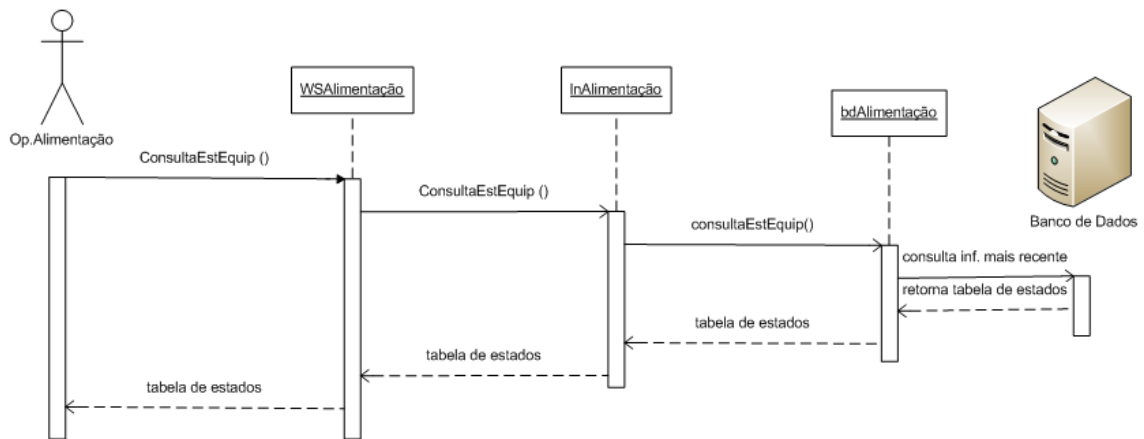 Op.Alimentação
WSAlimentação
lnAlimentação
bdAlimentação
Banco de Dados
ConsultaEstEquip ()
ConsultaEstEquip ()
consultaEstEquip()
consulta inf. mais recente
retorna tabela de estados
tabela de estados
tabela de estados
tabela de estados